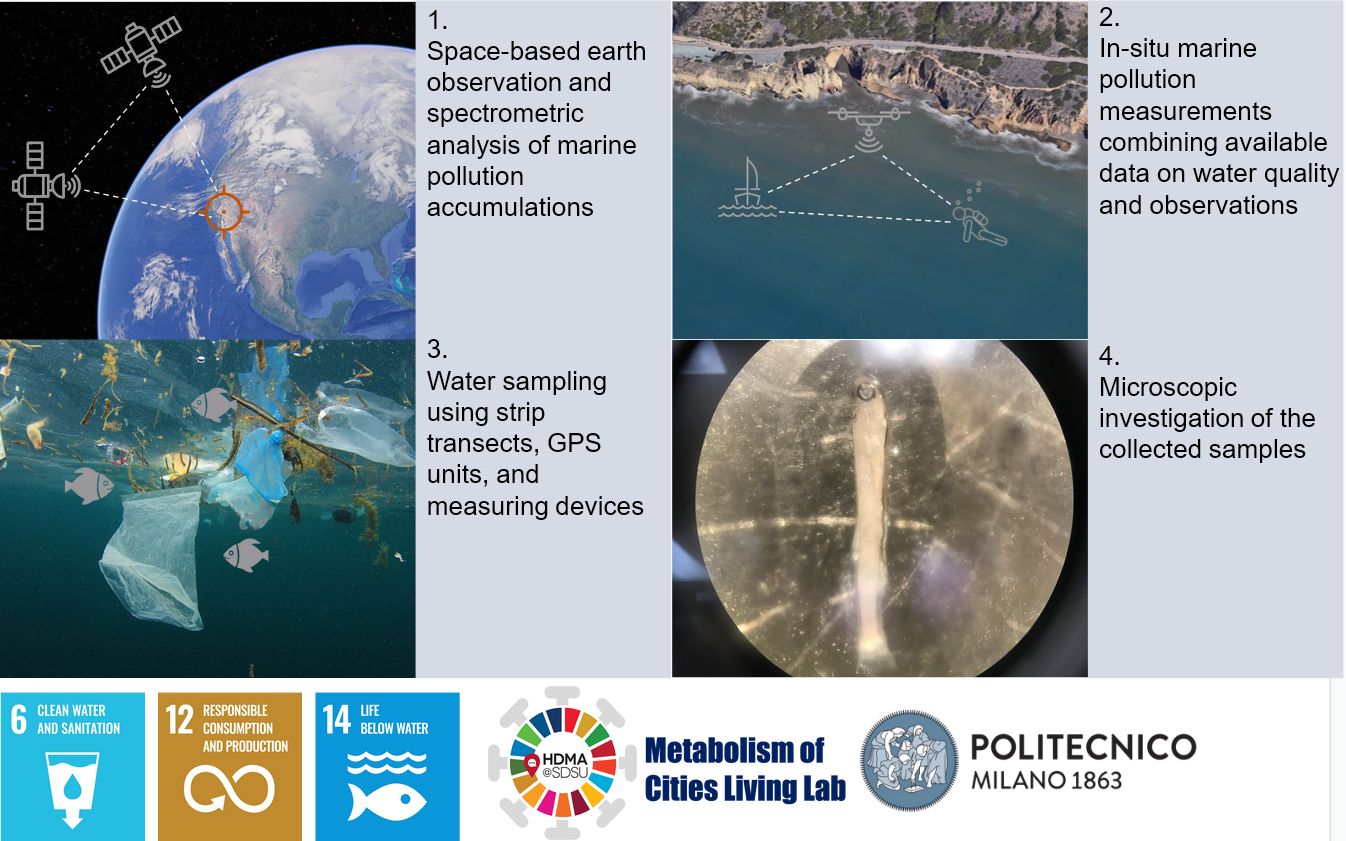 1.
Space-based earth
observation and
spectrometric
analysis of marine
pollution
accumulations
2.
In-situ marine
pollution
measurements
combining available
data on water quality
and observations
3.
Water sampling
using strip
transects, GPS
units, and
measuring devices
4.
Microscopic
investigation of the
collected samples
6 CLEAN WATER
AND SANITATION
12 RESPONSIBLE
CONSUMPTION
AND PRODUCTION
14 LIFE
BELOW WATER
HDMA
@SDSU
Metabolism of
Cities Living Lab
POLITECNICO
MILANO 1863